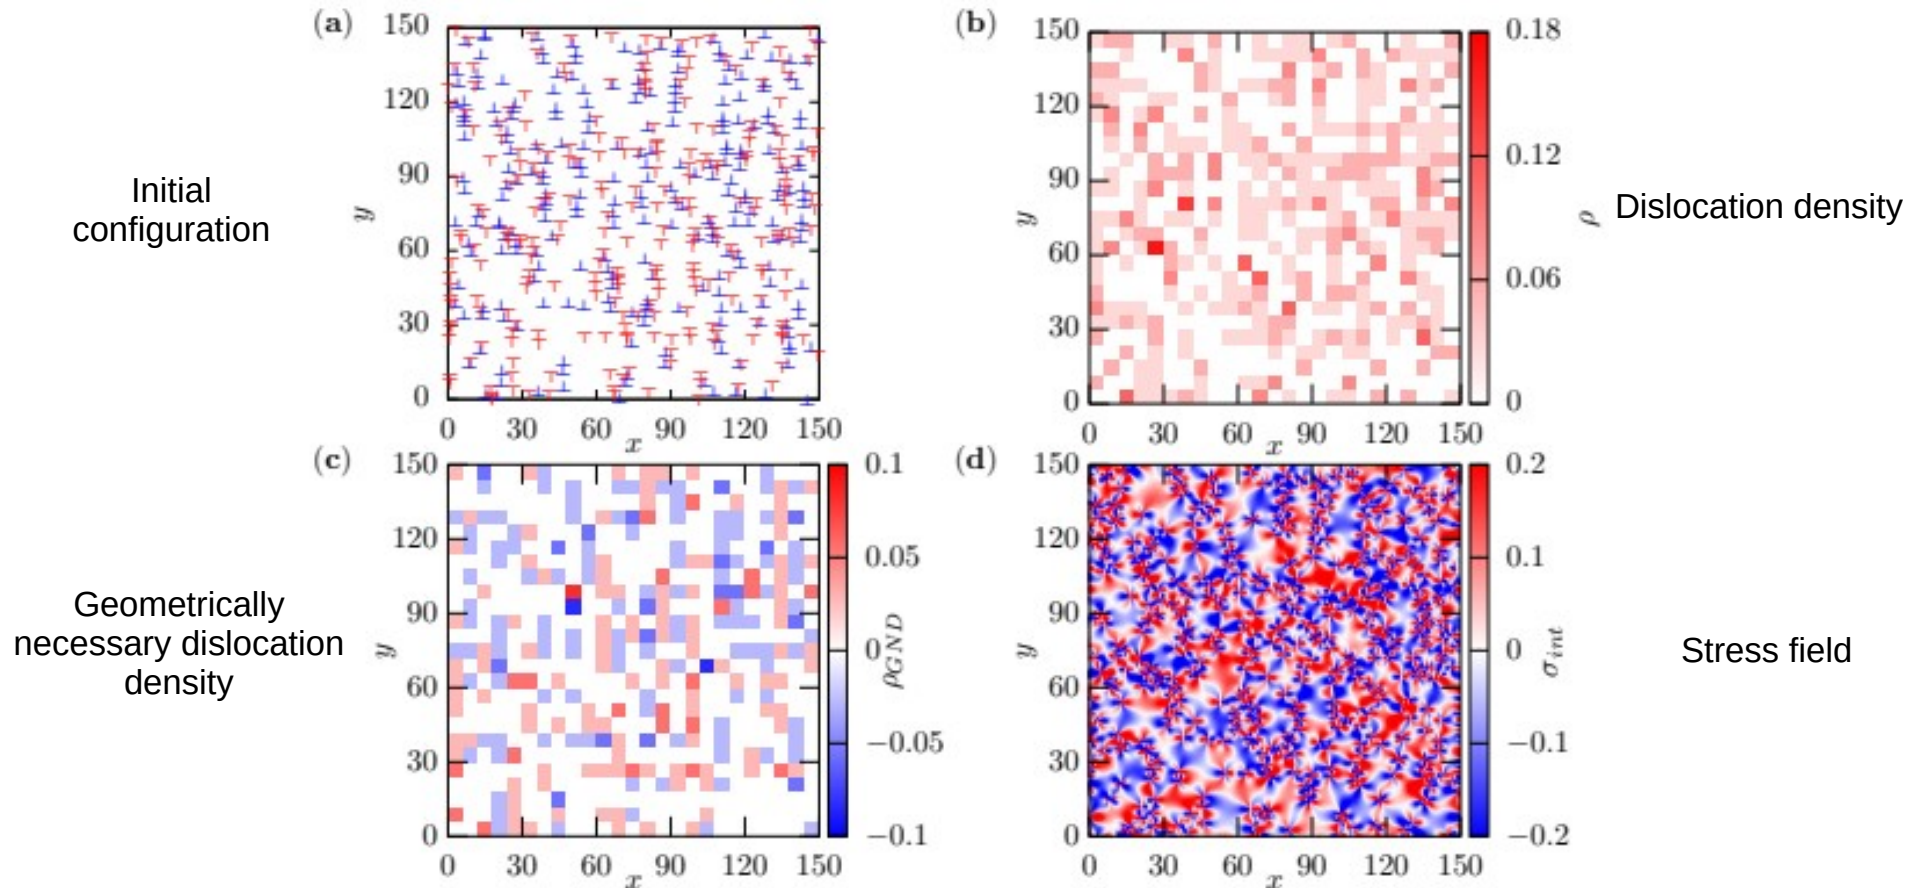 Initial
configuration
(a)
150
120
90
60
30
0
y
0 30 60 90 120 150
x
(b)
150
120
90
60
30
0
y
0 30 60 90 120 150
x
0.18
0.12
0.06
0
ρ
Dislocation density
Geometrically
necessary dislocation
density
(c)
150
120
90
60
30
0
y
0 30 60 90 120 150
x
0.1
0.05
0
−0.05
−0.1
ρGND
(d)
150
120
90
60
30
0
y
0 30 60 90 120 150
x
0.2
0.1
0
−0.1
−0.2
σint
Stress field